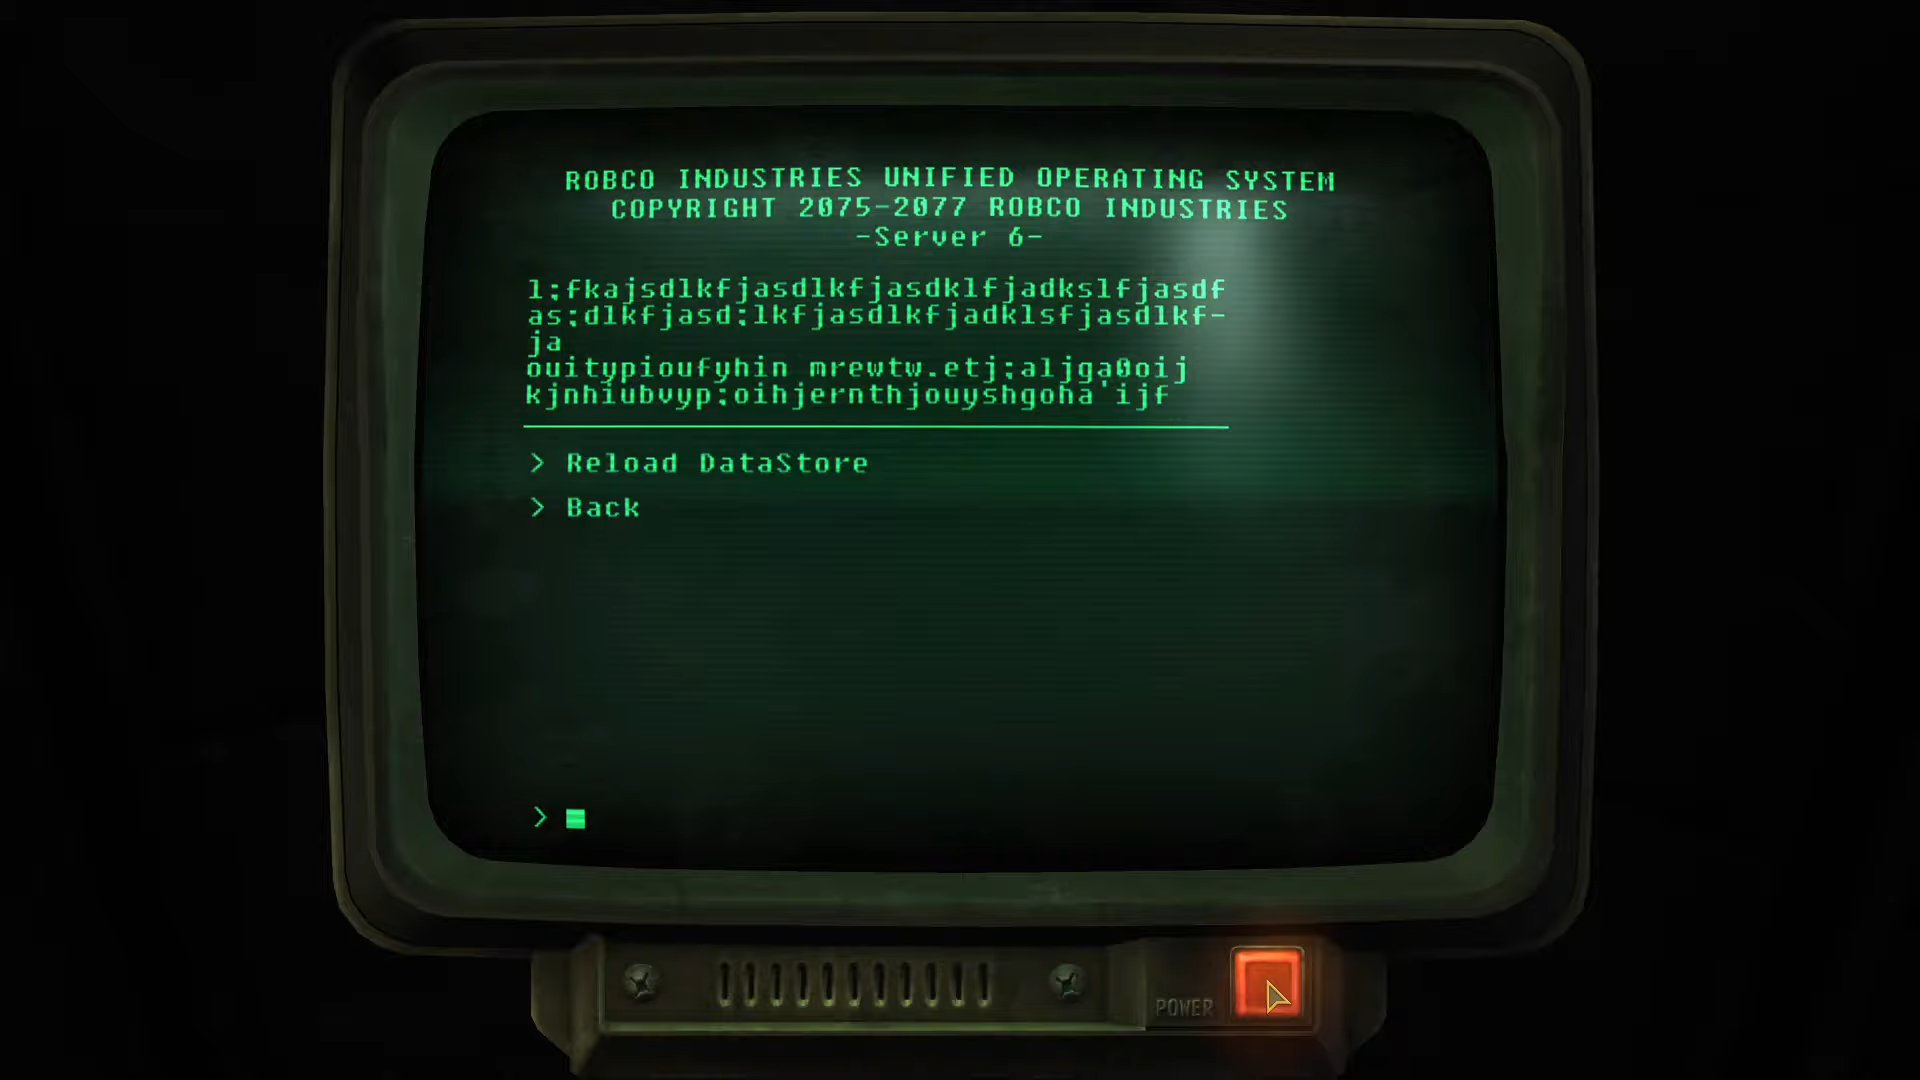 ROBCO INDUSTRIES UNIFIED OPERATING SYSTEM
COPYRIGHT 2075-2077 ROBCO INDUSTRIES
-Server 6-
l;fkajsdlkfjasdlkfjasdklfjadkslfjasdf
as;dlkfjasd;lkfjasdlkfjadklsfjasdlkf-
ja
ouitypioufyhin mrewtw.etj;aljga0oij
kjnhiubvyp;oihjernthjouyshgoha'ijf
> Reload DataStore
> Back
>
POWER